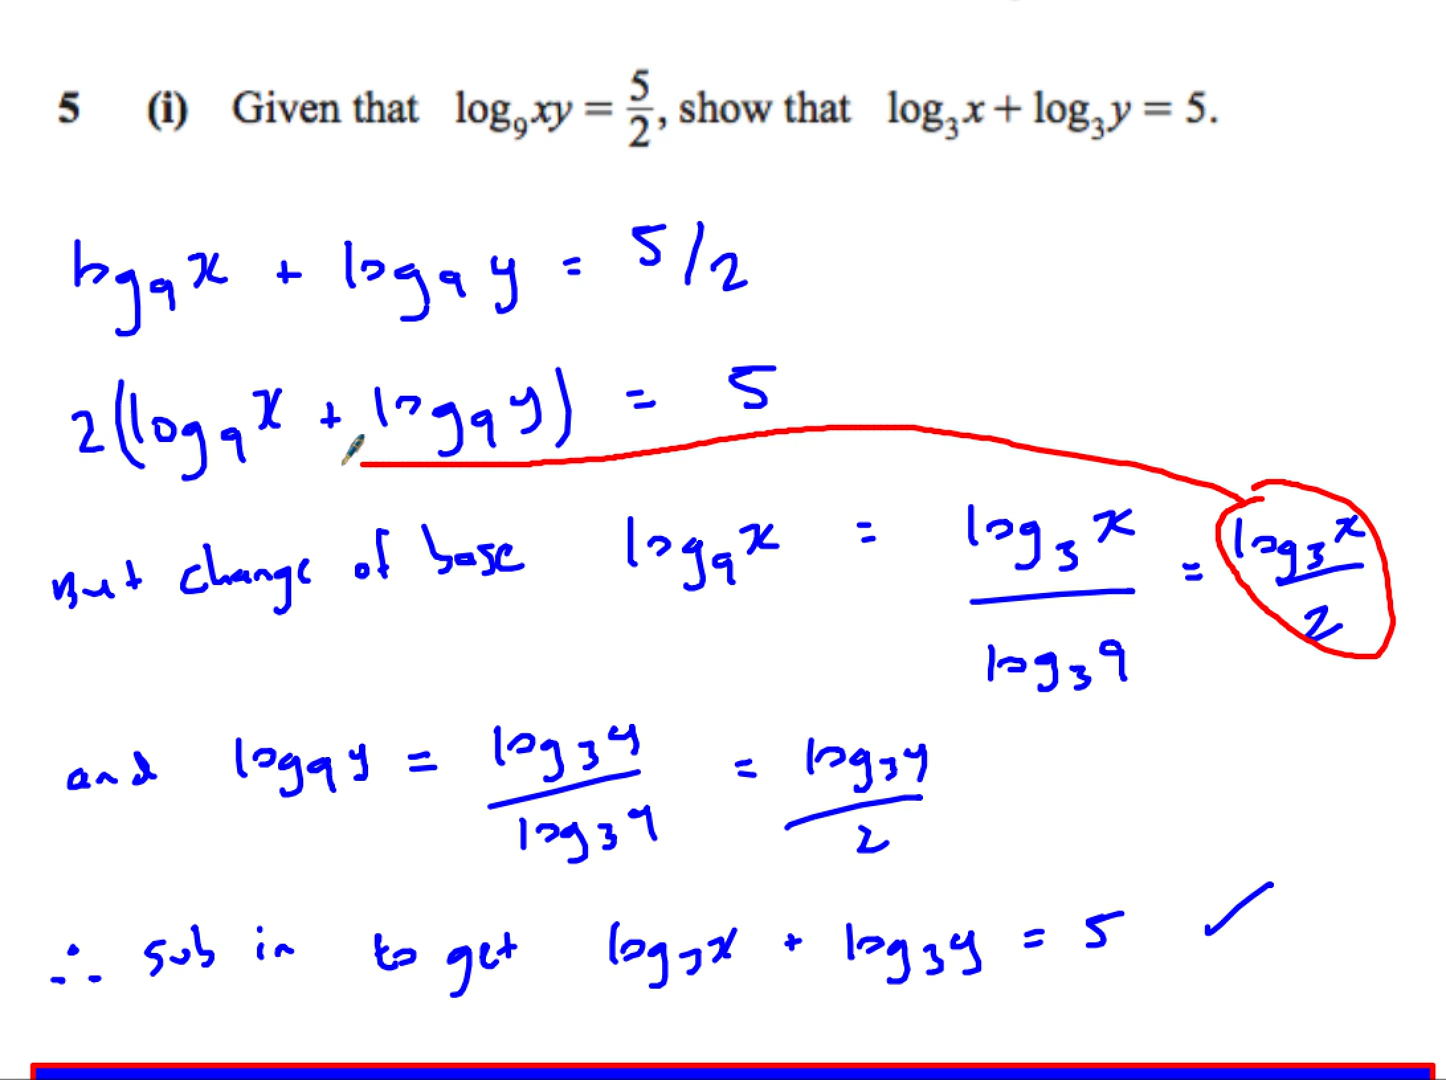 5 (i) Given that log₉xy = 5/2, show that log₃x + log₃y = 5.
log₉x + log₉y = 5/2
2(log₉x + log₉y) = 5
But change of base log₉x = log₃x / log₃9 = log₃x / 2
and log₉y = log₃y / log₃9 = log₃y / 2
∴ sub in to get log₃x + log₃y = 5 ✓